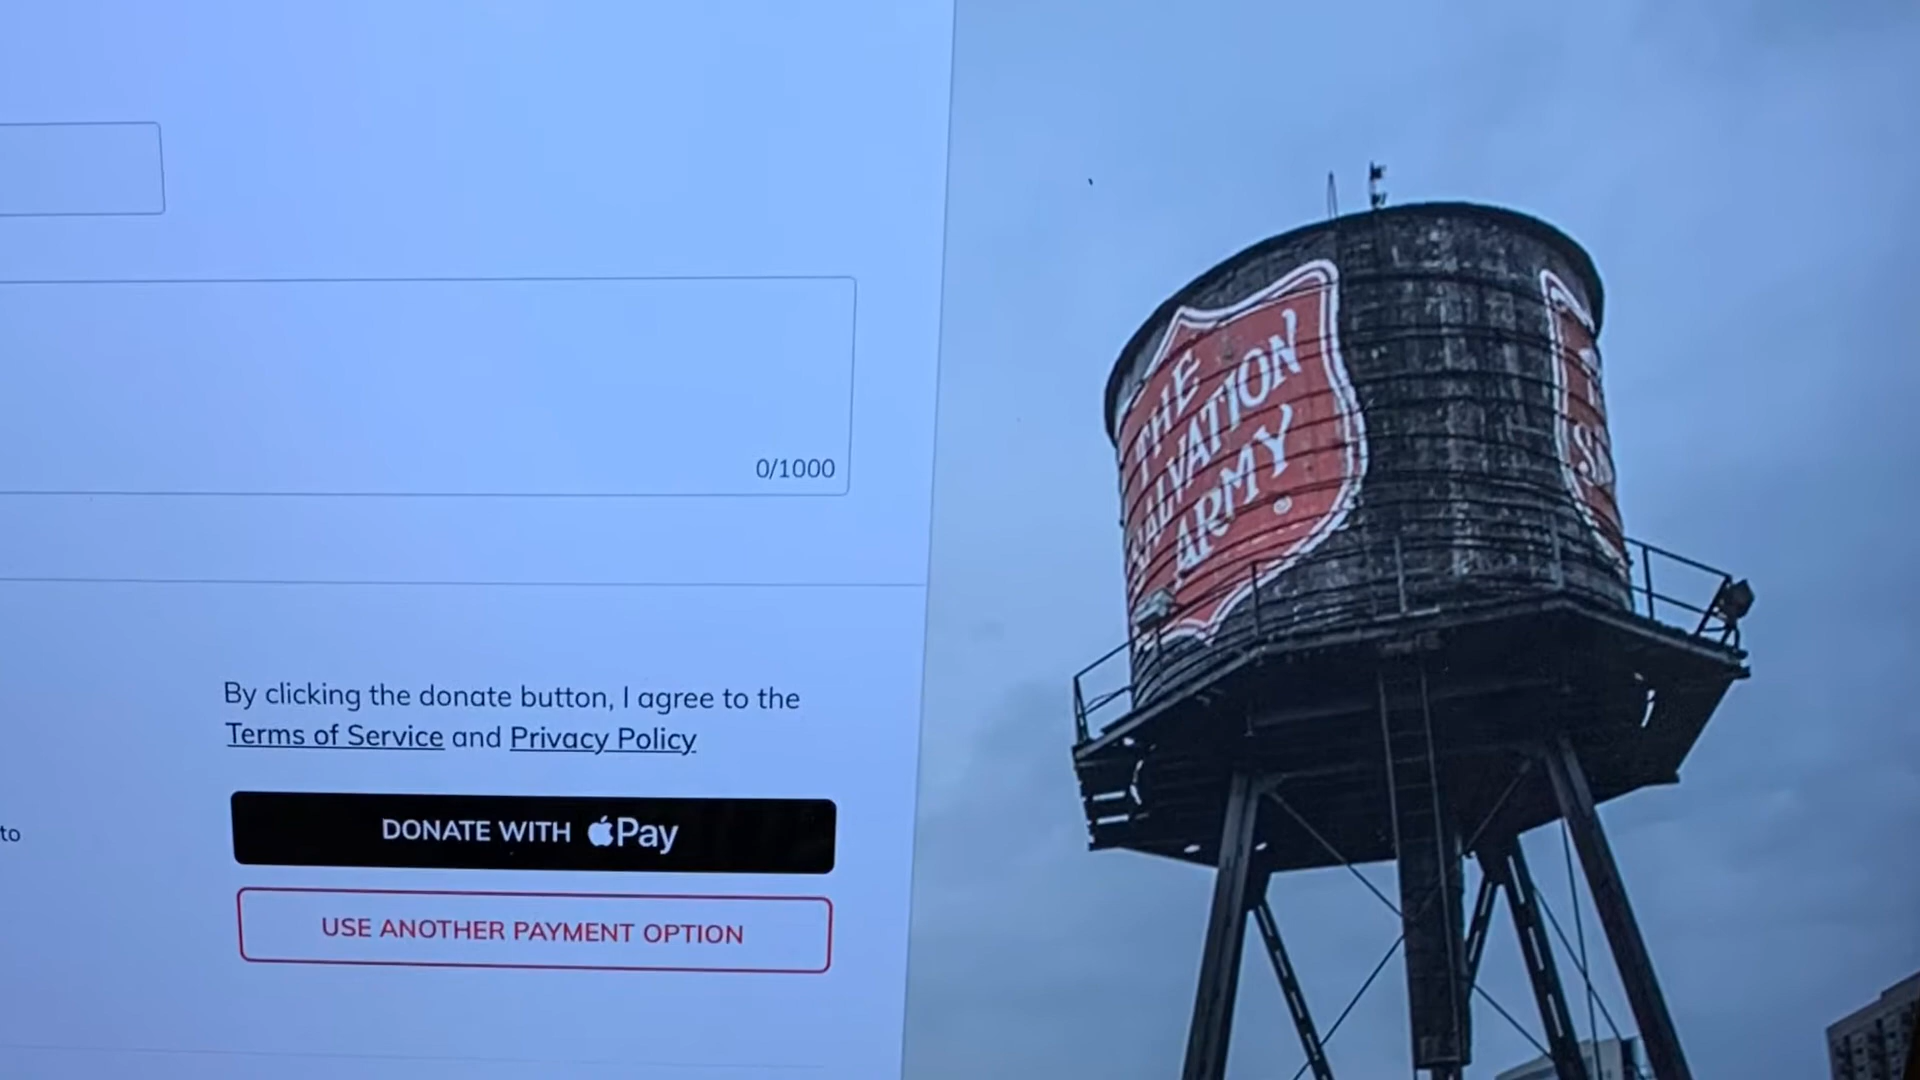 0/1000
By clicking the donate button, I agree to the
Terms of Service and Privacy Policy
to
DONATE WITH Pay
USE ANOTHER PAYMENT OPTION
THE
SALVATION
ARMY